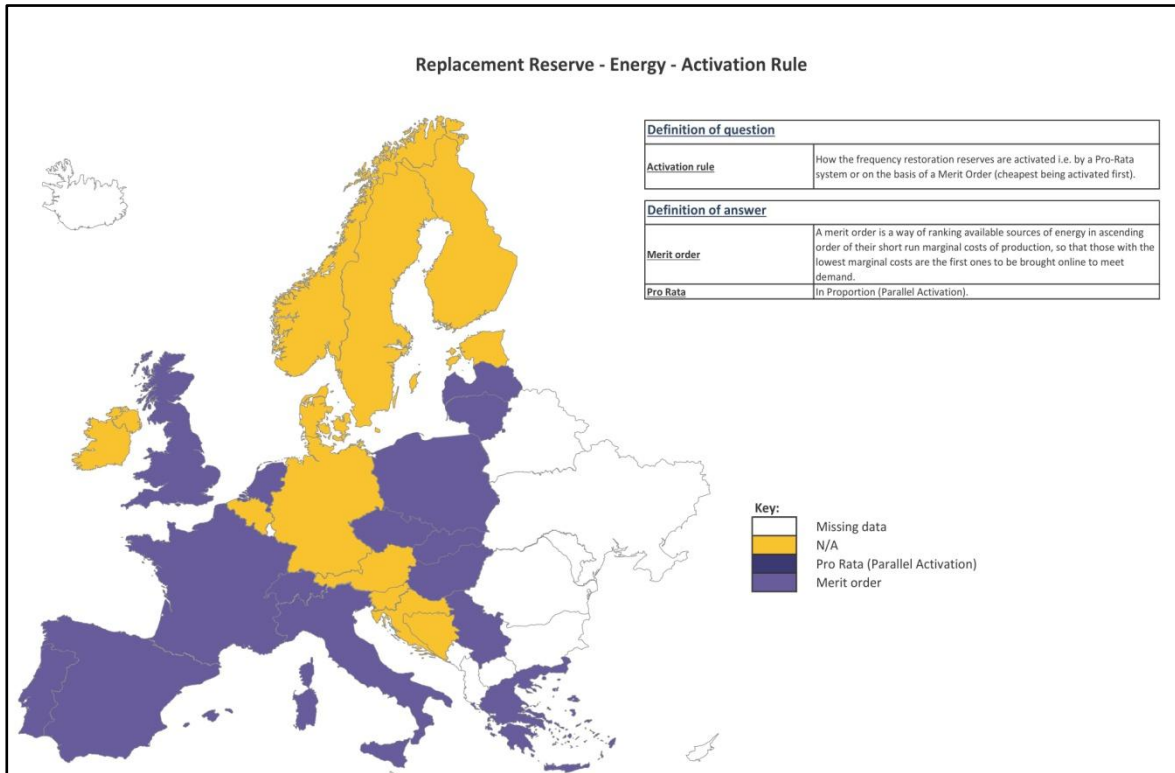 Replacement Reserve - Energy - Activation Rule
Definition of question
Activation rule
How the frequency restoration reserves are activated i.e. by a Pro-Rata
system or on the basis of a Merit Order (cheapest being activated first).
Definition of answer
Merit order
A merit order is a way of ranking available sources of energy in ascending
order of their short run marginal costs of production, so that those with the
lowest marginal costs are the first ones to be brought online to meet
demand.
Pro Rata
In Proportion (Parallel Activation).
Key:
Missing data
N/A
Pro Rata (Parallel Activation)
Merit order